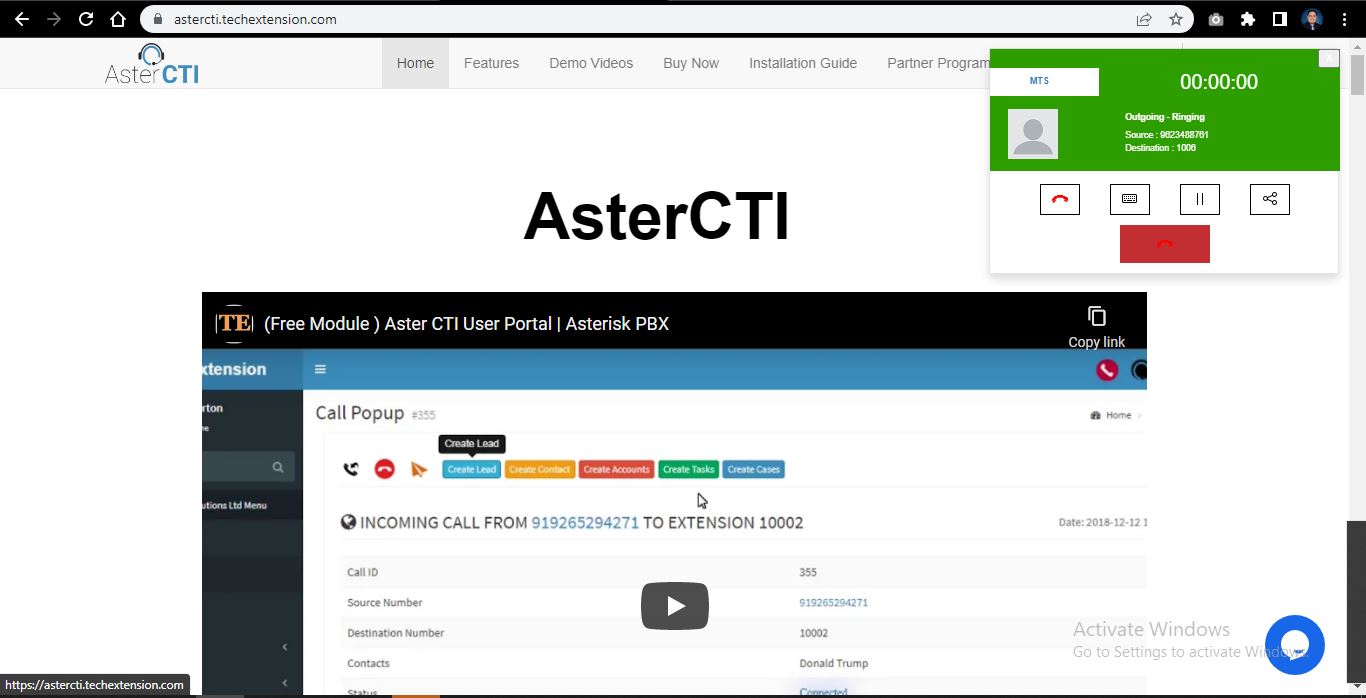 astercti.techextension.com
AsterCTI
Home
Features
Demo Videos
Buy Now
Installation Guide
Partner Program
x
MTS
00:00:00
Outgoing - Ringing
Source : 9623488761
Destination : 1006
AsterCTI
TE
(Free Module ) Aster CTI User Portal | Asterisk PBX
Copy link
xtension
rton
ne
utions Ltd Menu
Call Popup #355
Home >
Create Lead
Create Lead
Create Contact
Create Accounts
Create Tasks
Create Cases
INCOMING CALL FROM 919265294271 TO EXTENSION 10002
Date: 2018-12-12 1
Call ID
355
Source Number
919265294271
Destination Number
10002
Contacts
Donald Trump
Status
Connected
Activate Windows
Go to Settings to activate Windows.
https://astercti.techextension.com